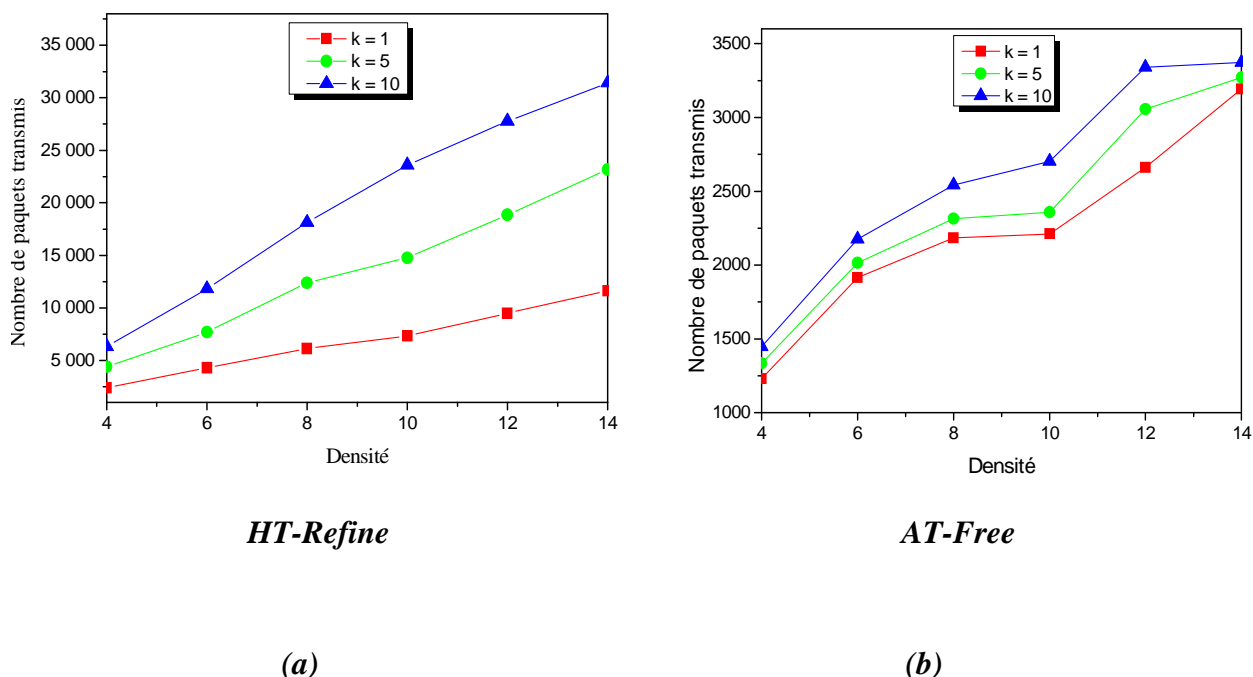 k = 1
k = 5
k = 10
35 000
30 000
25 000
20 000
15 000
10 000
5 000
Nombre de paquets transmis
4 6 8 10 12 14
Densité
HT-Refine
(a)
k = 1
k = 5
k = 10
3500
3000
2500
2000
1500
1000
Nombre de paquets transmis
4 6 8 10 12 14
Densité
AT-Free
(b)